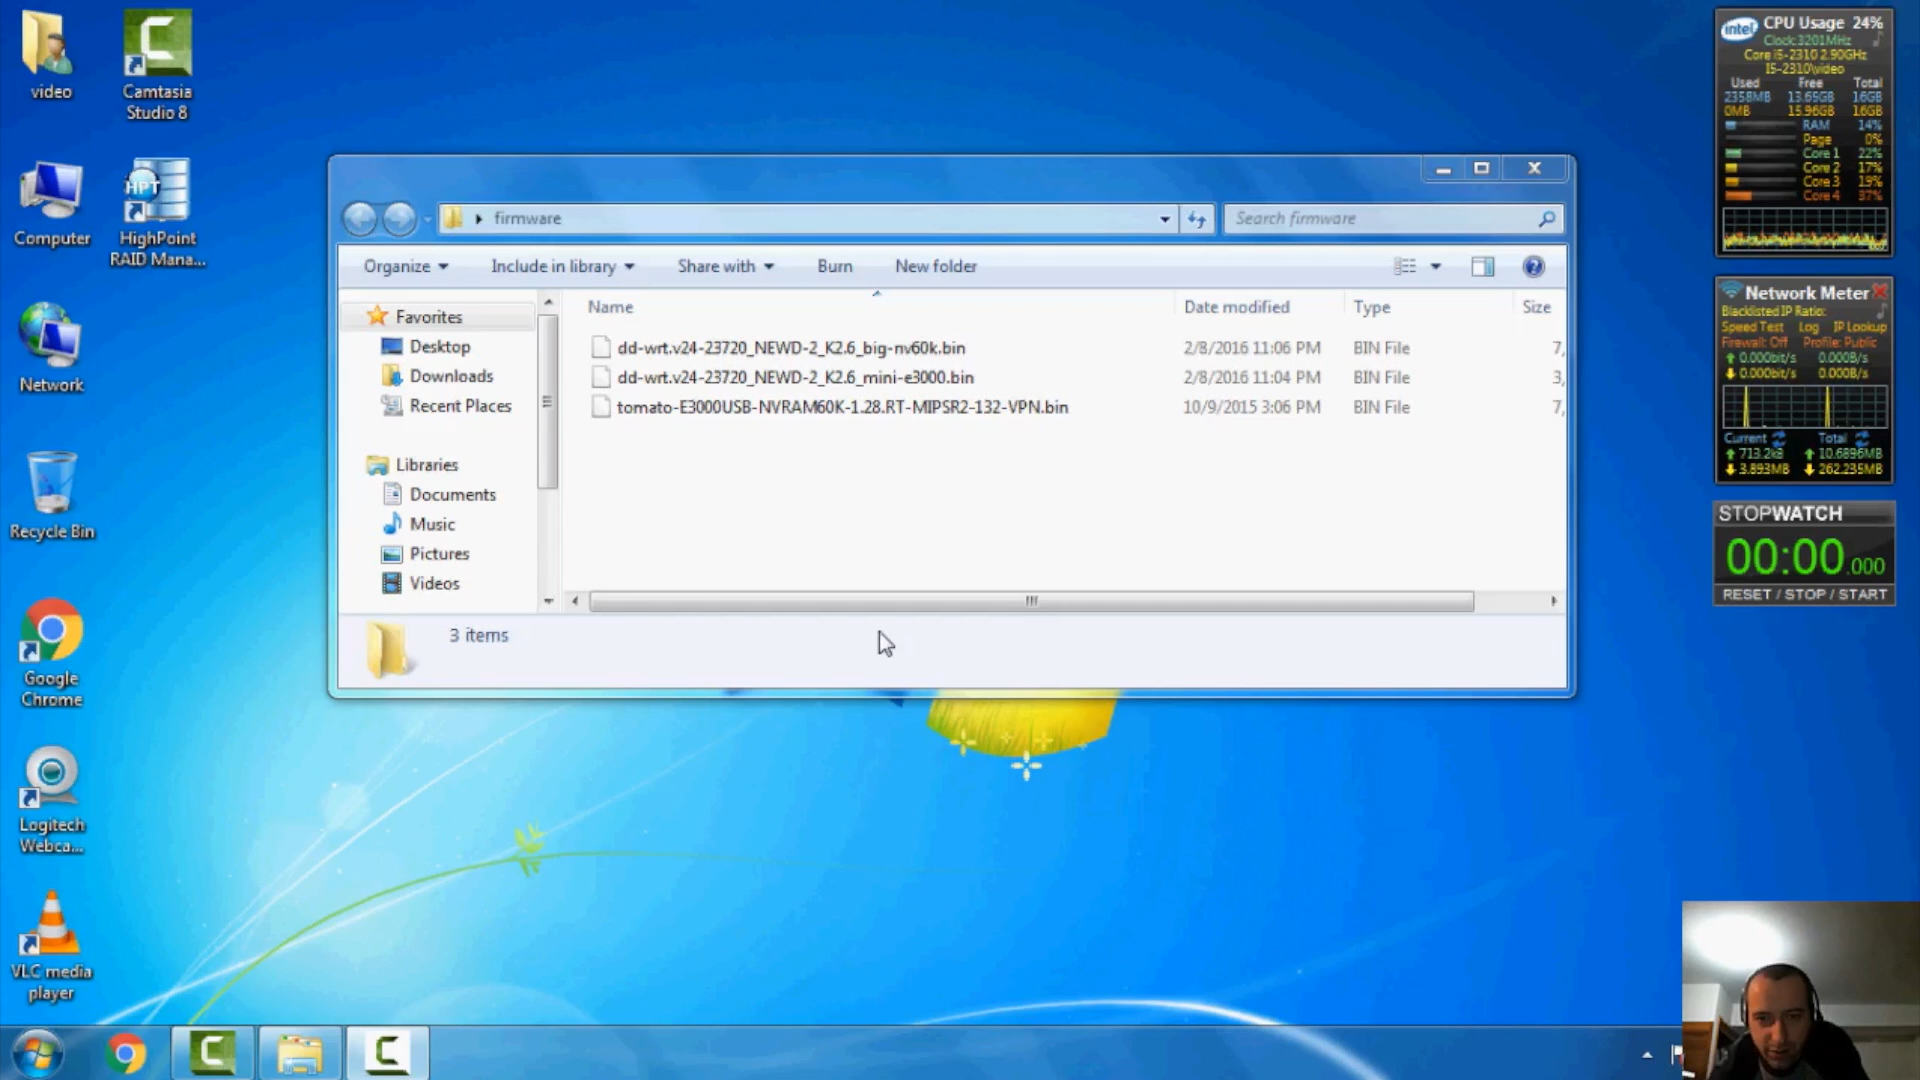 video
Camtasia
Studio 8
Computer
HPT
HighPoint
RAID Mana...
Network
Recycle Bin
Google
Chrome
Logitech
Webca...
VLC media
player
firmware
Search firmware
Organize
Include in library
Share with
Burn
New folder
Name
Date modified
Type
Size
Favorites
Desktop
Downloads
Recent Places
Libraries
Documents
Music
Pictures
Videos
dd-wrt.v24-23720_NEWD-2_K2.6_big-nv60k.bin 2/8/2016 11:06 PM BIN File 7,
dd-wrt.v24-23720_NEWD-2_K2.6_mini-e3000.bin 2/8/2016 11:04 PM BIN File 3,
tomato-E3000USB-NVRAM60K-1.28.RT-MIPSR2-132-VPN.bin 10/9/2015 3:06 PM BIN File 7,
3 items
intel
CPU Usage 24%
Clock: 3201MHz
Core i5-2310 2.90GHz
I5-2310\video
Used Free Total
2358MB 13.65GB 16GB
0MB 15.96GB 16GB
RAM 14%
Page 0%
Core 1 22%
Core 2 17%
Core 3 19%
Core 4 37%
Network Meter
Blacklisted IP Ratio:
Speed Test Log IP Lookup
Firewall: Off Profile: Public
0.000bit/s 0.000B/s
0.000bit/s 0.000B/s
Current Total
713.2kB 10.6896MB
3.893MB 262.235MB
STOPWATCH
00:00.000
RESET / STOP / START